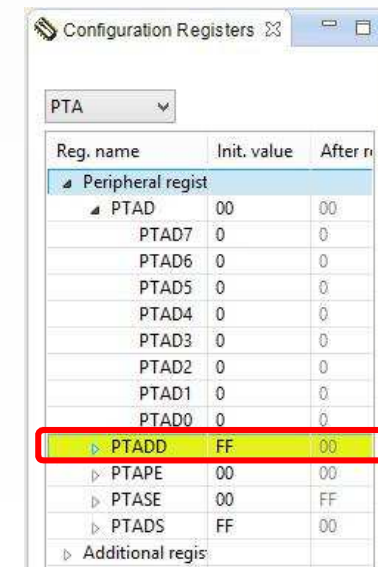 Configuration Registers
PTA
Reg. name Init. value After r
Peripheral regist
PTAD 00 00
PTAD7 0 0
PTAD6 0 0
PTAD5 0 0
PTAD4 0 0
PTAD3 0 0
PTAD2 0 0
PTAD1 0 0
PTAD0 0 0
PTADD FF 00
PTAPE 00 00
PTASE 00 FF
PTADS FF 00
Additional regis